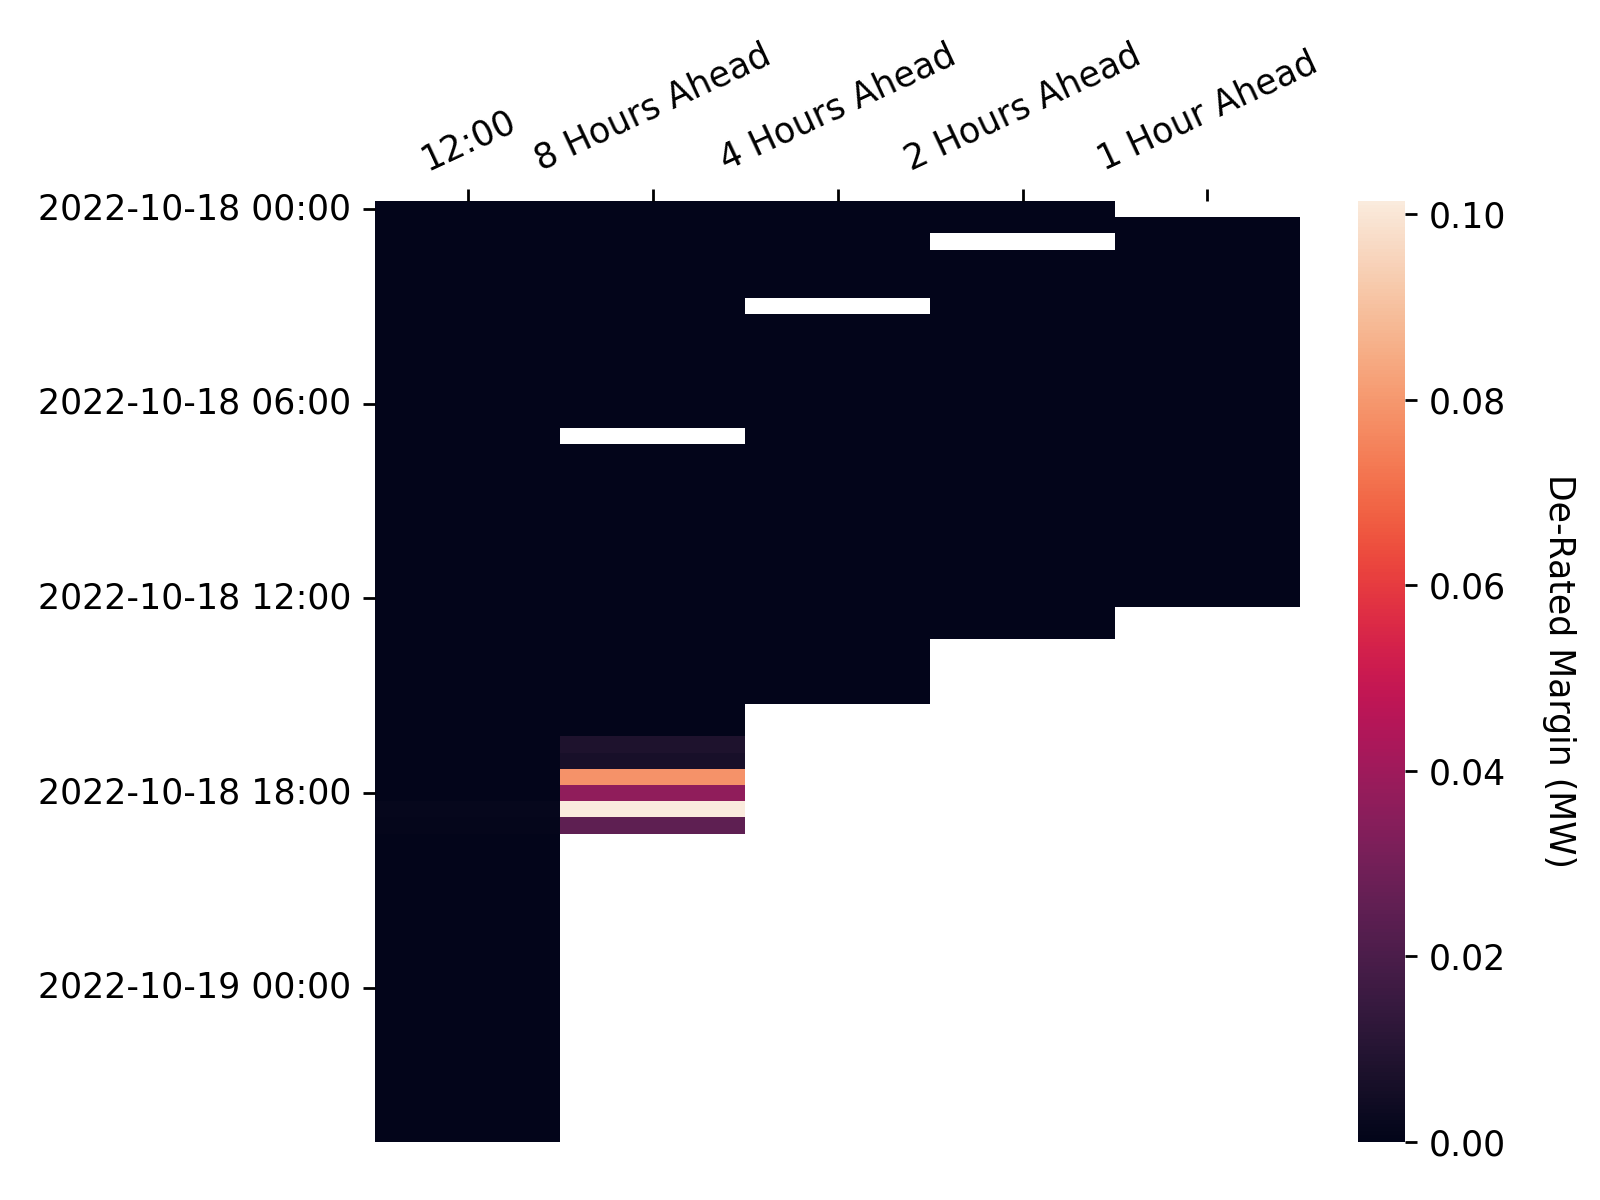 12:00
8 Hours Ahead
4 Hours Ahead
2 Hours Ahead
1 Hour Ahead
2022-10-18 00:00
2022-10-18 06:00
2022-10-18 12:00
2022-10-18 18:00
2022-10-19 00:00
0.10
0.08
0.06
0.04
0.02
0.00
De-Rated Margin (MW)